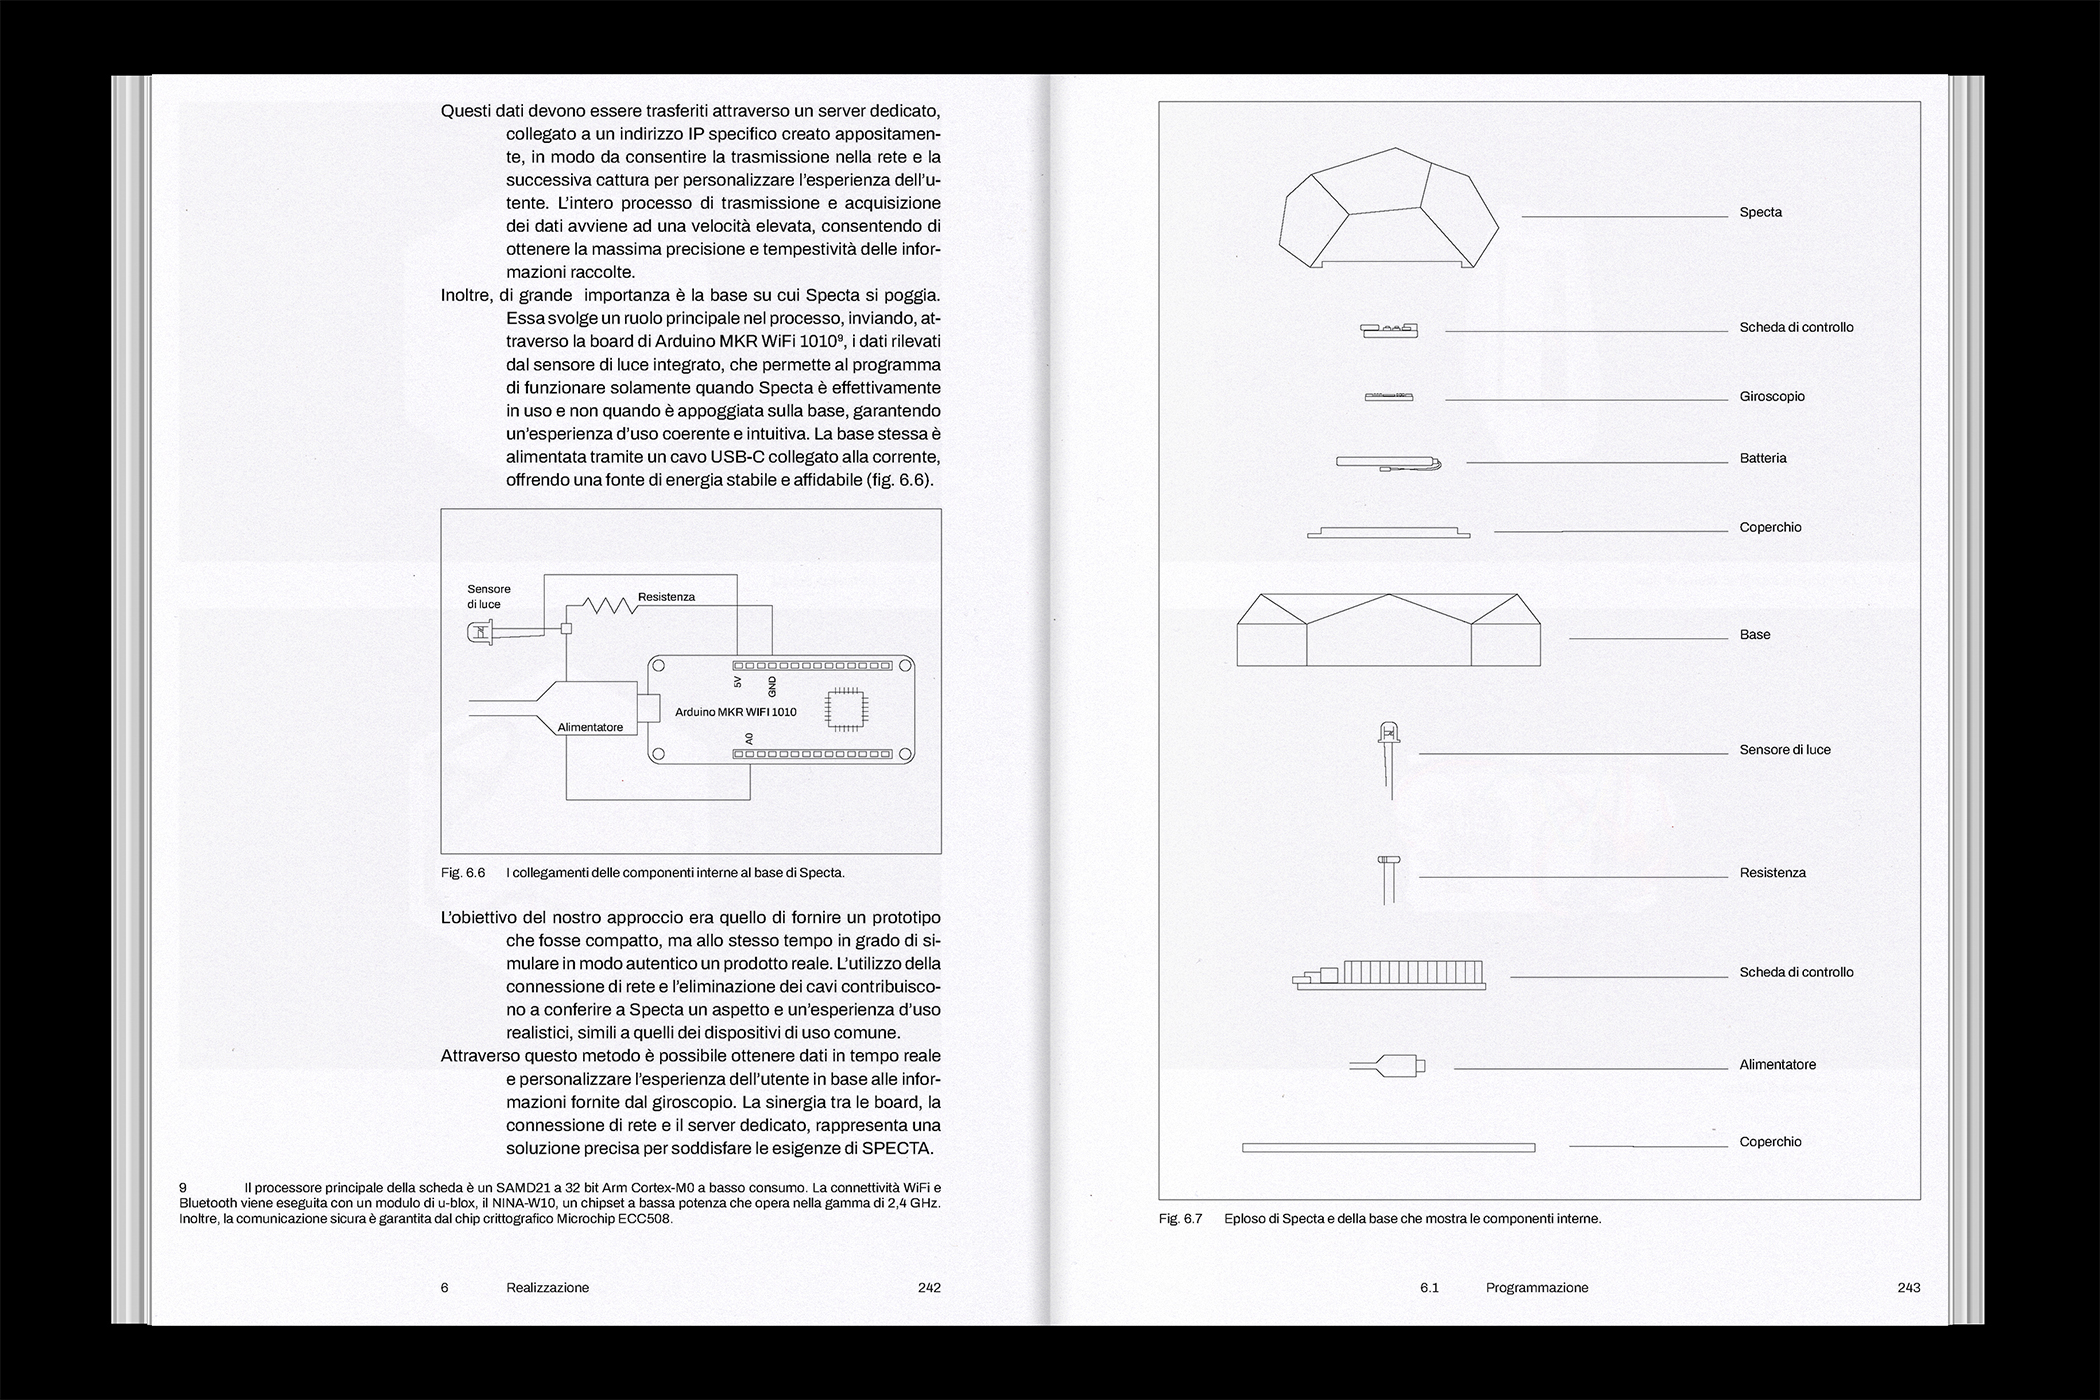 Questi dati devono essere trasferiti attraverso un server dedicato,
collegato a un indirizzo IP specifico creato appositamen-
te, in modo da consentire la trasmissione nella rete e la
successiva cattura per personalizzare l’esperienza dell’u-
tente. L’intero processo di trasmissione e acquisizione
dei dati avviene ad una velocità elevata, consentendo di
ottenere la massima precisione e tempestività delle infor-
mazioni raccolte.
Inoltre, di grande importanza è la base su cui Specta si poggia.
Essa svolge un ruolo principale nel processo, inviando, at-
traverso la board di Arduino MKR WiFi 1010⁹, i dati rilevati
dal sensore di luce integrato, che permette al programma
di funzionare solamente quando Specta è effettivamente
in uso e non quando è appoggiata sulla base, garantendo
un’esperienza d’uso coerente e intuitiva. La base stessa è
alimentata tramite un cavo USB-C collegato alla corrente,
offrendo una fonte di energia stabile e affidabile (fig. 6.6).
Sensore
di luce
Resistenza
5V
GND
Arduino MKR WIFI 1010
Alimentatore
A0
Fig. 6.6 I collegamenti delle componenti interne al base di Specta.
L’obiettivo del nostro approccio era quello di fornire un prototipo
che fosse compatto, ma allo stesso tempo in grado di si-
mulare in modo autentico un prodotto reale. L’utilizzo della
connessione di rete e l’eliminazione dei cavi contribuisco-
no a conferire a Specta un aspetto e un’esperienza d’uso
realistici, simili a quelli dei dispositivi di uso comune.
Attraverso questo metodo è possibile ottenere dati in tempo reale
e personalizzare l’esperienza dell’utente in base alle infor-
mazioni fornite dal giroscopio. La sinergia tra le board, la
connessione di rete e il server dedicato, rappresenta una
soluzione precisa per soddisfare le esigenze di SPECTA.
9 Il processore principale della scheda è un SAMD21 a 32 bit Arm Cortex-M0 a basso consumo. La connettività WiFi e
Bluetooth viene eseguita con un modulo di u-blox, il NINA-W10, un chipset a bassa potenza che opera nella gamma di 2,4 GHz.
Inoltre, la comunicazione sicura è garantita dal chip crittografico Microchip ECC508.
6 Realizzazione 242
Specta
Scheda di controllo
Giroscopio
Batteria
Coperchio
Base
Sensore di luce
Resistenza
Scheda di controllo
Alimentatore
Coperchio
Fig. 6.7 Eploso di Specta e della base che mostra le componenti interne.
6.1 Programmazione 243